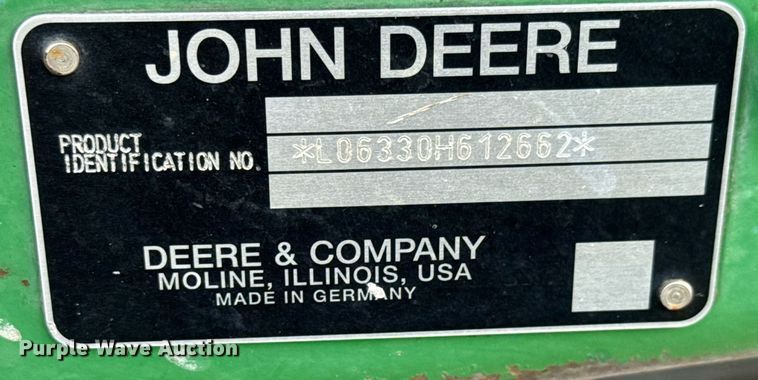 JOHN DEERE
PRODUCT
IDENTIFICATION NO.
*L06330H612662*
DEERE & COMPANY
MOLINE, ILLINOIS, USA
MADE IN GERMANY
Purple Wave Auction